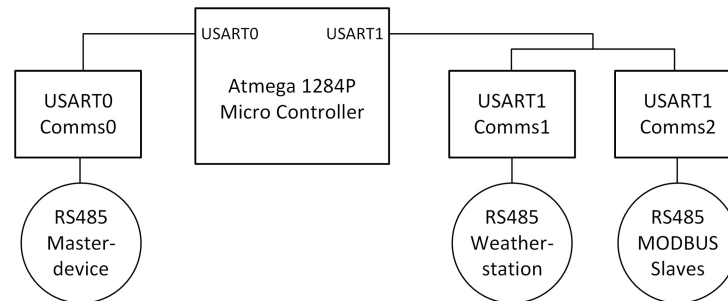 USART0 USART1
Atmega 1284P
Micro Controller
USART0
Comms0
USART1
Comms1
USART1
Comms2
RS485
Master-
device
RS485
Weather-
station
RS485
MODBUS
Slaves